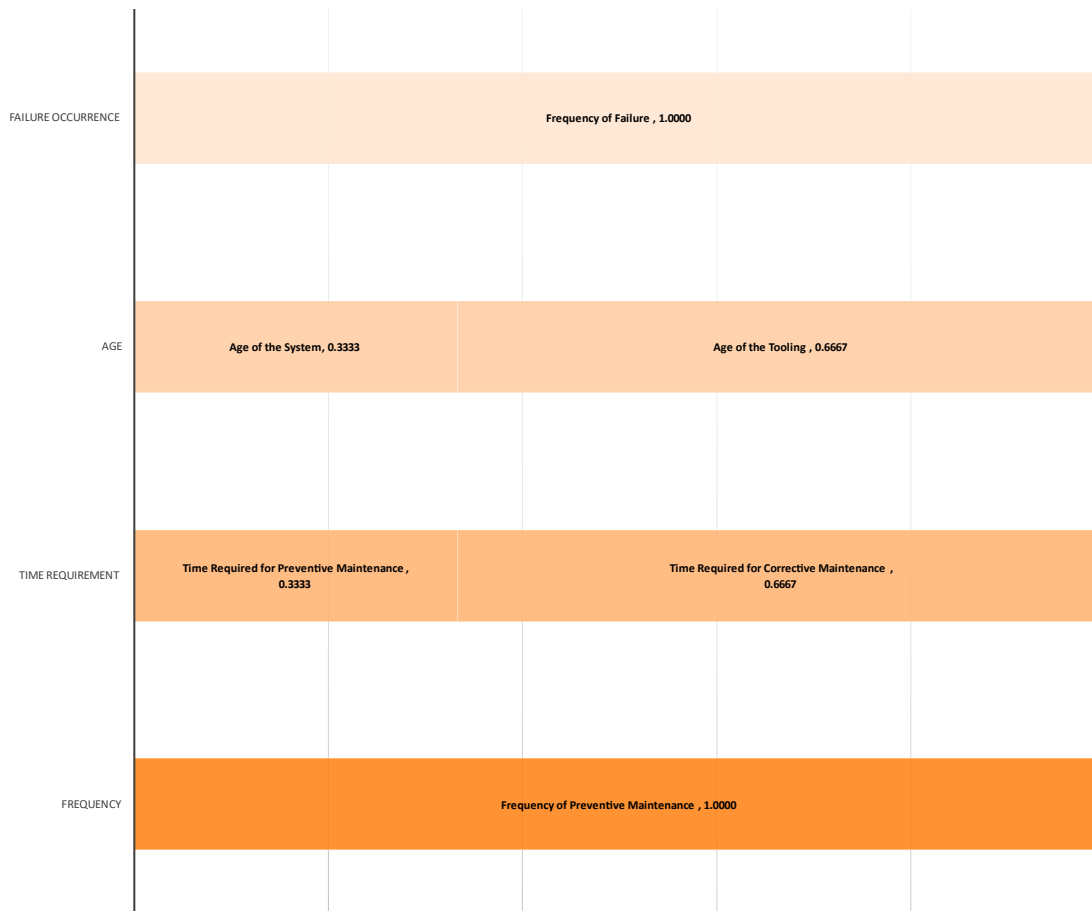 FAILURE OCCURRENCE
Frequency of Failure , 1.0000
AGE
Age of the System, 0.3333
Age of the Tooling , 0.6667
TIME REQUIREMENT
Time Required for Preventive Maintenance ,
0.3333
Time Required for Corrective Maintenance ,
0.6667
FREQUENCY
Frequency of Preventive Maintenance , 1.0000